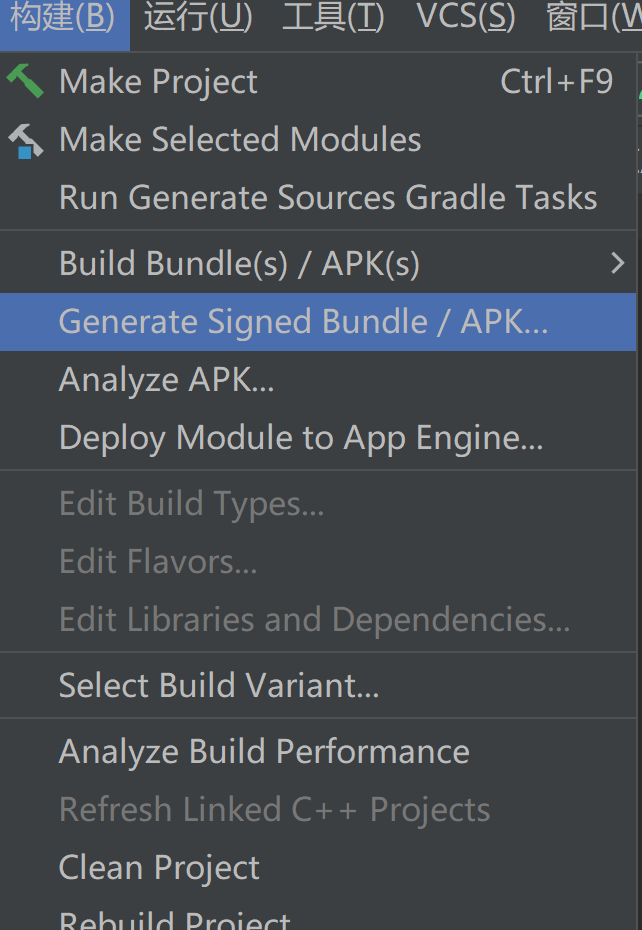 构建(B) 运行(U) 工具(T) VCS(S) 窗口(W
Make Project Ctrl+F9
Make Selected Modules
Run Generate Sources Gradle Tasks
Build Bundle(s) / APK(s)
Generate Signed Bundle / APK...
Analyze APK...
Deploy Module to App Engine...
Edit Build Types...
Edit Flavors...
Edit Libraries and Dependencies...
Select Build Variant...
Analyze Build Performance
Refresh Linked C++ Projects
Clean Project
Rebuild Project